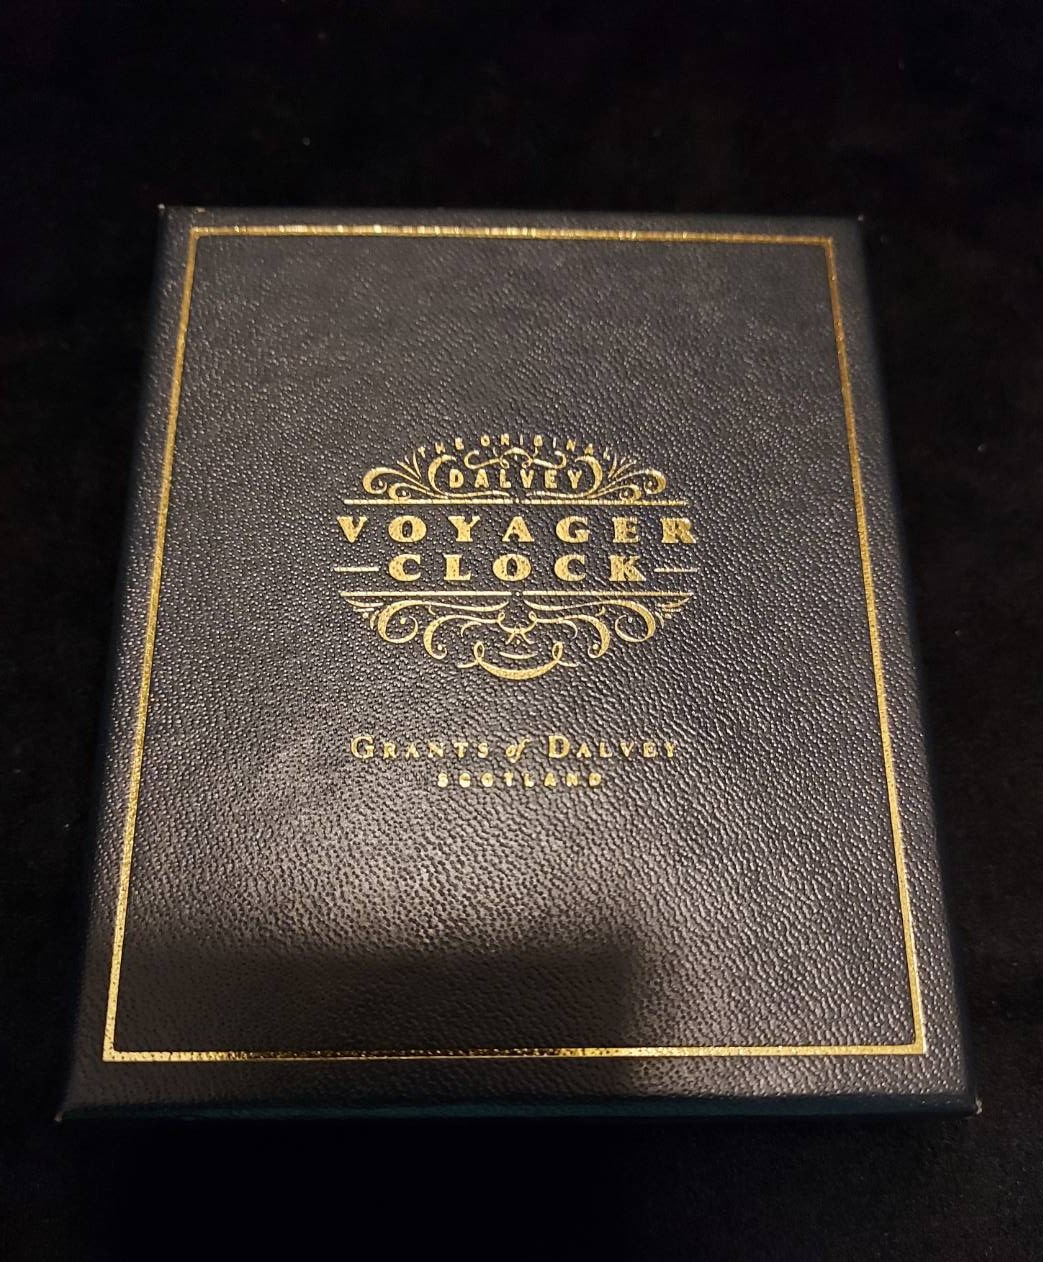 THE ORIGINAL
DALVEY
VOYAGER
CLOCK
GRANTS of DALVEY
SCOTLAND